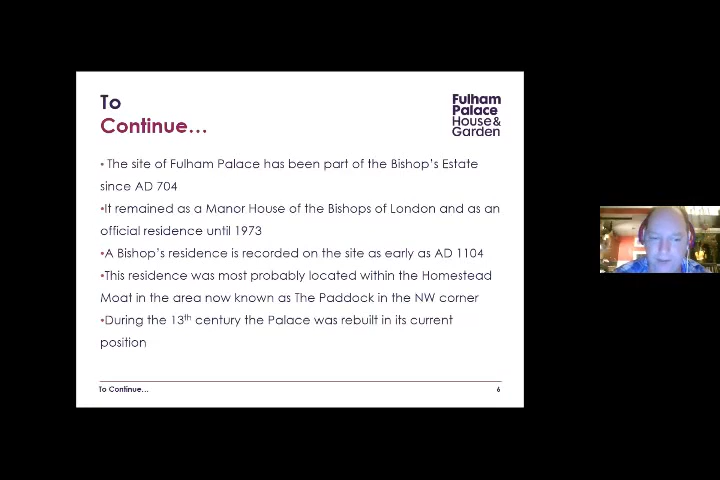 To
Continue...
Fulham
Palace
House &
Garden
• The site of Fulham Palace has been part of the Bishop's Estate
since AD 704
•It remained as a Manor House of the Bishops of London and as an
official residence until 1973
•A Bishop's residence is recorded on the site as early as AD 1104
•This residence was most probably located within the Homestead
Moat in the area now known as The Paddock in the NW corner
•During the 13th century the Palace was rebuilt in its current
position
To Continue...
6